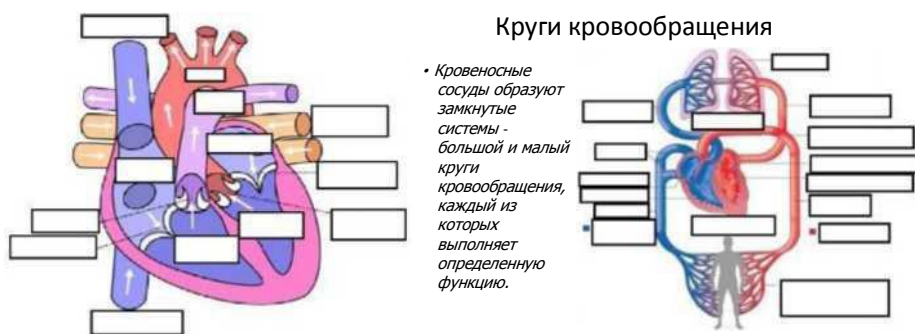 Круги кровообращения
• Кровеносные
сосуды образуют
замкнутые
системы -
большой и малый
круги
кровообращения,
каждый из
которых
выполняет
определенную
функцию.